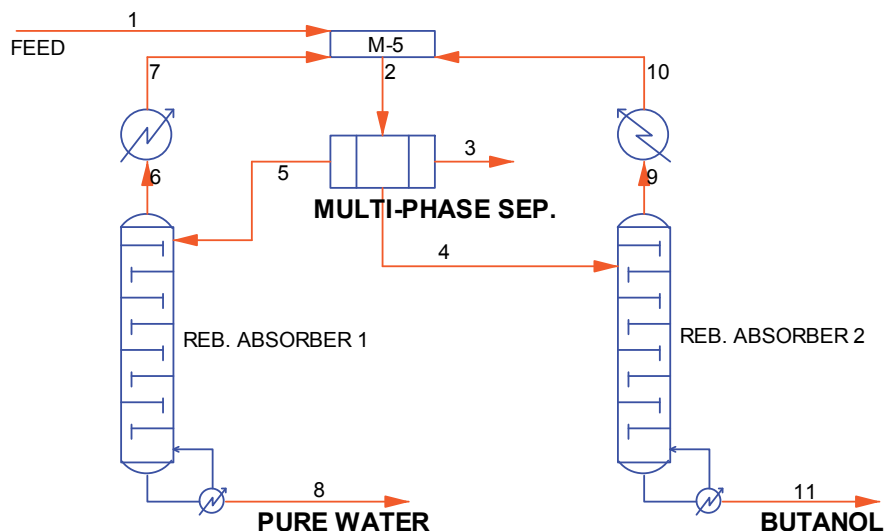 1
FEED
M-5
7
2
10
3
5
MULTI-PHASE SEP.
6
9
4
REB. ABSORBER 1
REB. ABSORBER 2
8
PURE WATER
11
BUTANOL